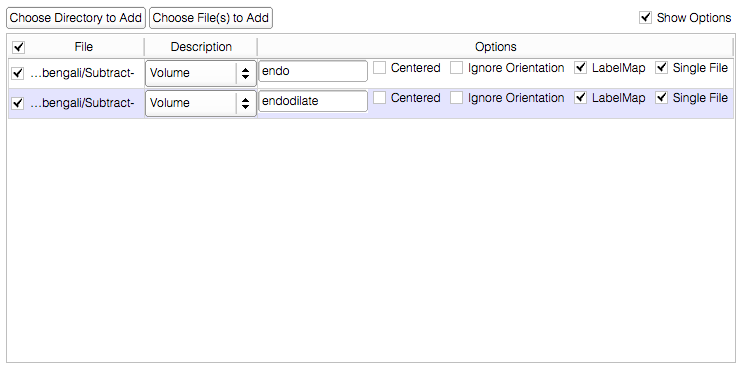 Choose Directory to Add Choose File(s) to Add Show Options
File Description Options
...bengali/Subtract- Volume endo Centered Ignore Orientation LabelMap Single File
...bengali/Subtract- Volume endodilate Centered Ignore Orientation LabelMap Single File